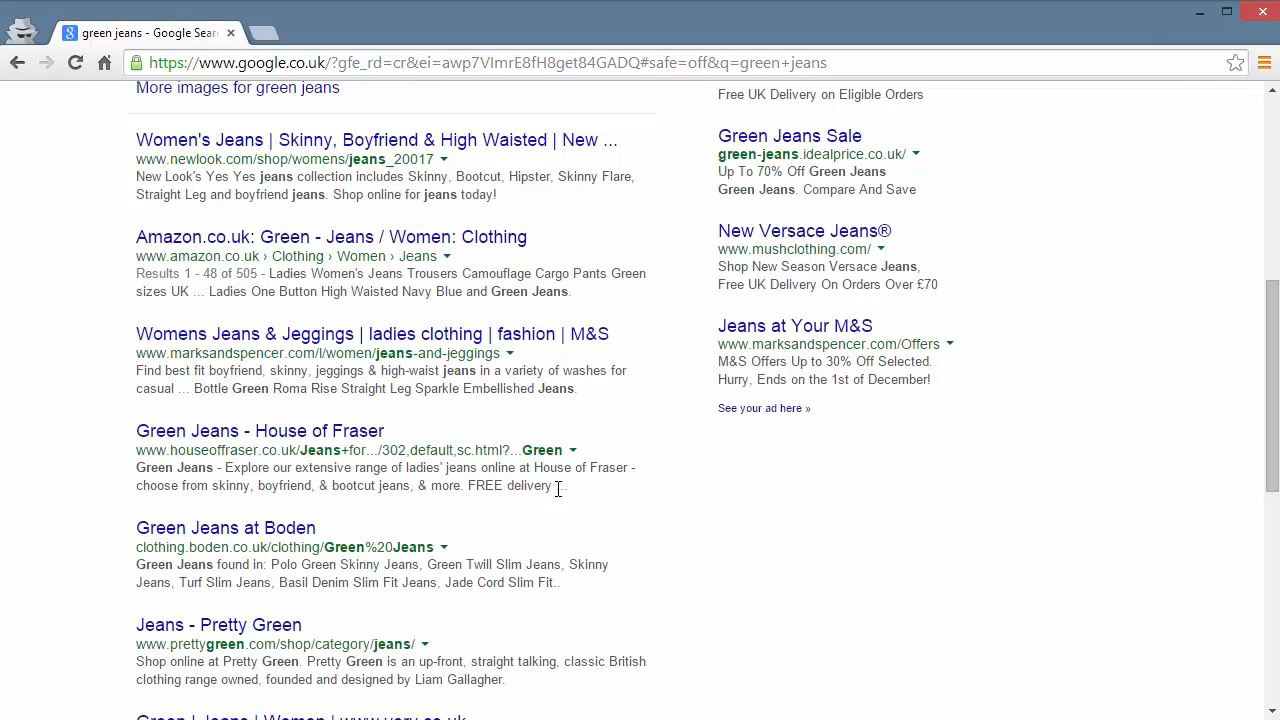 green jeans - Google Sear
https://www.google.co.uk/?gfe_rd=cr&ei=awp7VImrE8fH8get84GADQ#safe=off&q=green+jeans
More images for green jeans
Women's Jeans | Skinny, Boyfriend & High Waisted | New ...
www.newlook.com/shop/womens/jeans_20017
New Look's Yes Yes jeans collection includes Skinny, Bootcut, Hipster, Skinny Flare,
Straight Leg and boyfriend jeans. Shop online for jeans today!
Amazon.co.uk: Green - Jeans / Women: Clothing
www.amazon.co.uk › Clothing › Women › Jeans
Results 1 - 48 of 505 - Ladies Women's Jeans Trousers Camouflage Cargo Pants Green
sizes UK ... Ladies One Button High Waisted Navy Blue and Green Jeans.
Womens Jeans & Jeggings | ladies clothing | fashion | M&S
www.marksandspencer.com/l/women/jeans-and-jeggings
Find best fit boyfriend, skinny, jeggings & high-waist jeans in a variety of washes for
casual ... Bottle Green Roma Rise Straight Leg Sparkle Embellished Jeans.
Green Jeans - House of Fraser
www.houseoffraser.co.uk/Jeans+for.../302,default,sc.html?...Green
Green Jeans - Explore our extensive range of ladies' jeans online at House of Fraser -
choose from skinny, boyfriend, & bootcut jeans, & more. FREE delivery ...
Green Jeans at Boden
clothing.boden.co.uk/clothing/Green%20Jeans
Green Jeans found in: Polo Green Skinny Jeans, Green Twill Slim Jeans, Skinny
Jeans, Turf Slim Jeans, Basil Denim Slim Fit Jeans, Jade Cord Slim Fit..
Jeans - Pretty Green
www.prettygreen.com/shop/category/jeans/
Shop online at Pretty Green. Pretty Green is an up-front, straight talking, classic British
clothing range owned, founded and designed by Liam Gallagher.
Green | Jeans | Women | www.very.co.uk
Free UK Delivery on Eligible Orders
Green Jeans Sale
green-jeans.idealprice.co.uk/
Up To 70% Off Green Jeans
Green Jeans. Compare And Save
New Versace Jeans®
www.mushclothing.com/
Shop New Season Versace Jeans,
Free UK Delivery On Orders Over £70
Jeans at Your M&S
www.marksandspencer.com/Offers
M&S Offers Up to 30% Off Selected.
Hurry, Ends on the 1st of December!
See your ad here »